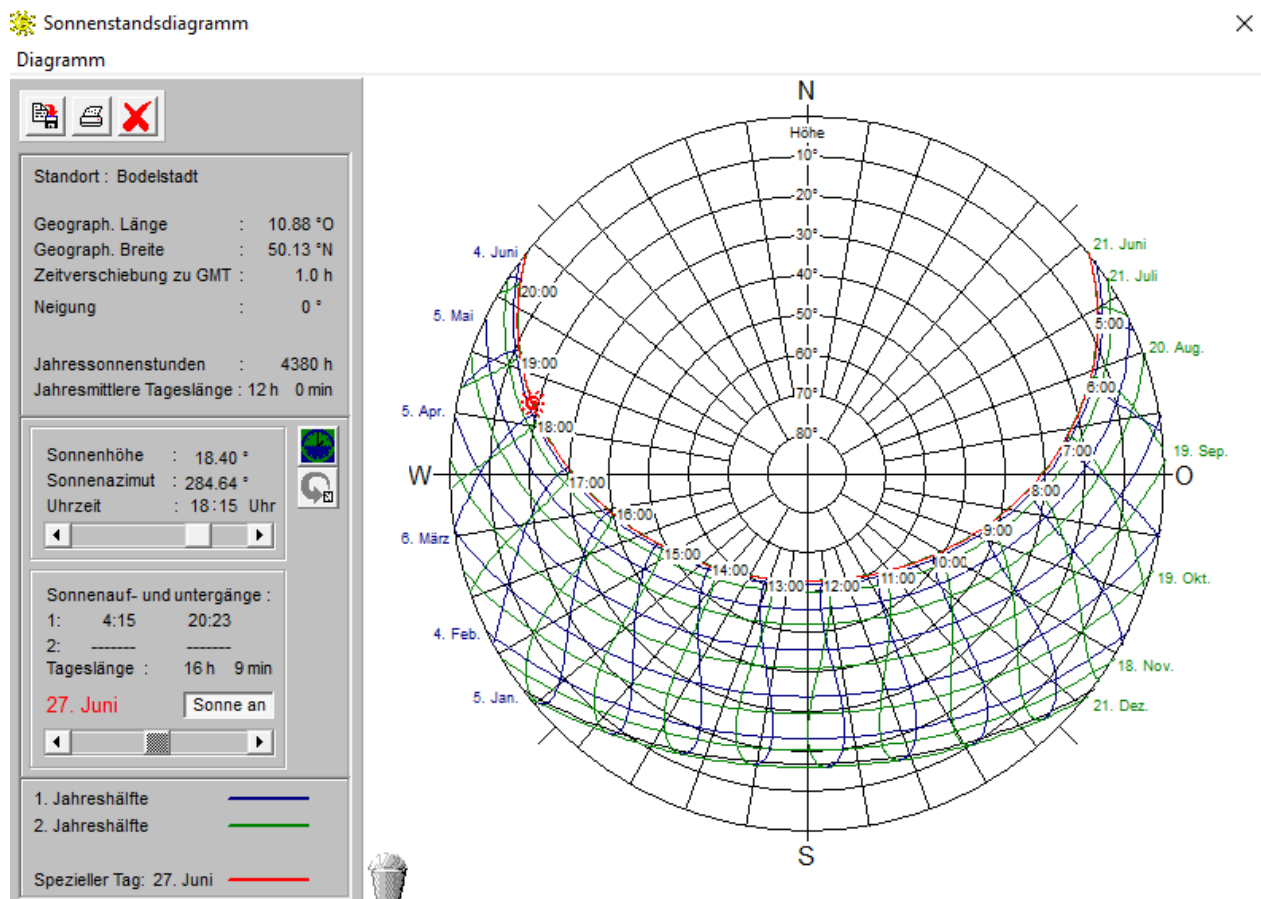 Sonnenstandsdiagramm
Diagramm
Standort : Bodelstadt
Geograph. Länge : 10.88 °O
Geograph. Breite : 50.13 °N
Zeitverschiebung zu GMT : 1.0 h
Neigung : 0 °
Jahressonnenstunden : 4380 h
Jahresmittlere Tageslänge : 12 h 0 min
Sonnenhöhe : 18.40 °
Sonnenazimut : 284.64 °
Uhrzeit : 18:15 Uhr
Sonnenauf- und untergänge :
1: 4:15 20:23
2: ------- -------
Tageslänge : 16 h 9 min
27. Juni Sonne an
1. Jahreshälfte
2. Jahreshälfte
Spezieller Tag: 27. Juni
N
Höhe
10°
20°
30°
40°
50°
60°
70°
80°
4. Juni
5. Mai
5. Apr.
W
6. März
4. Feb.
5. Jan.
21. Juni
21. Juli
20. Aug.
19. Sep.
O
19. Okt.
18. Nov.
21. Dez.
20:00
19:00
18:00
17:00
16:00
15:00
14:00
13:00
12:00
11:00
10:00
9:00
8:00
7:00
6:00
5:00
S